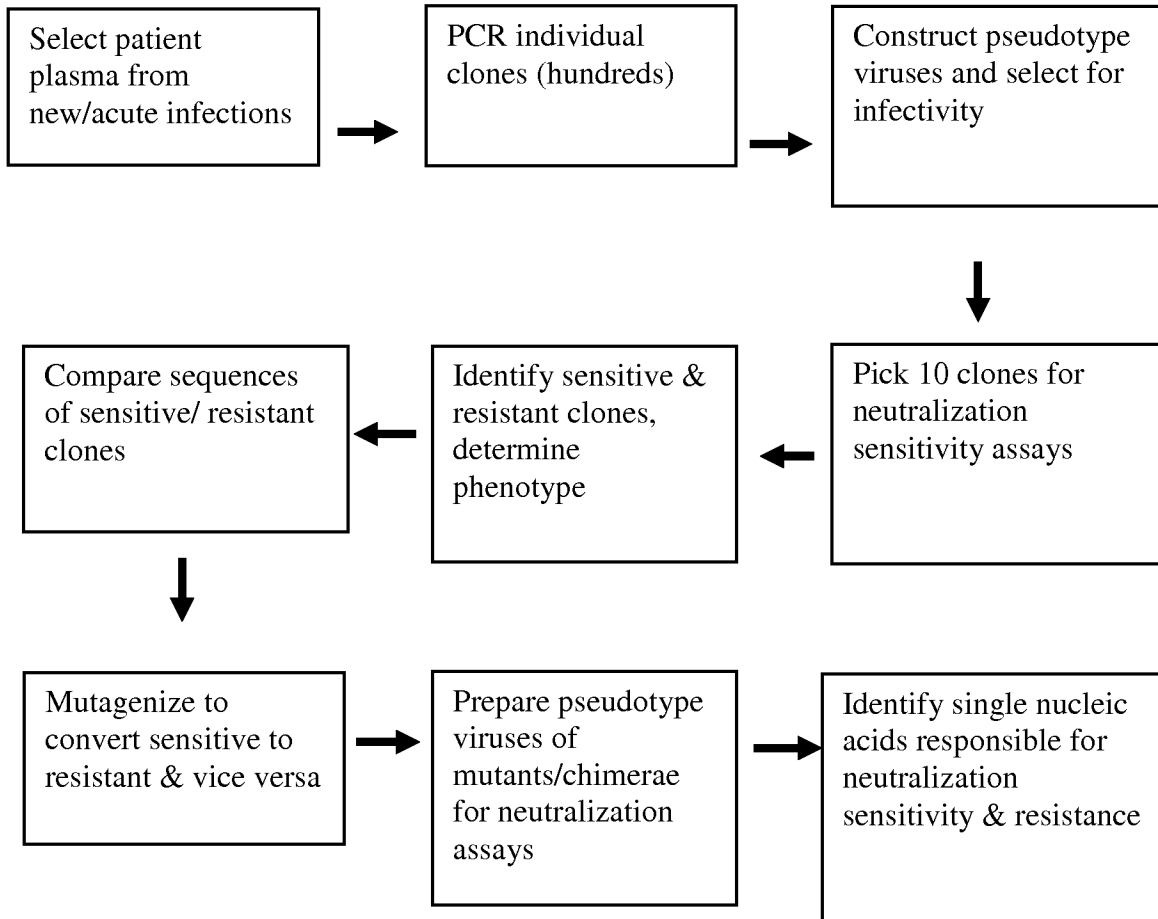 Select patient
plasma from
new/acute infections
PCR individual
clones (hundreds)
Construct pseudotype
viruses and select for
infectivity
Pick 10 clones for
neutralization
sensitivity assays
Identify sensitive &
resistant clones,
determine
phenotype
Compare sequences
of sensitive/ resistant
clones
Mutagenize to
convert sensitive to
resistant & vice versa
Prepare pseudotype
viruses of
mutants/chimerae
for neutralization
assays
Identify single nucleic
acids responsible for
neutralization
sensitivity & resistance